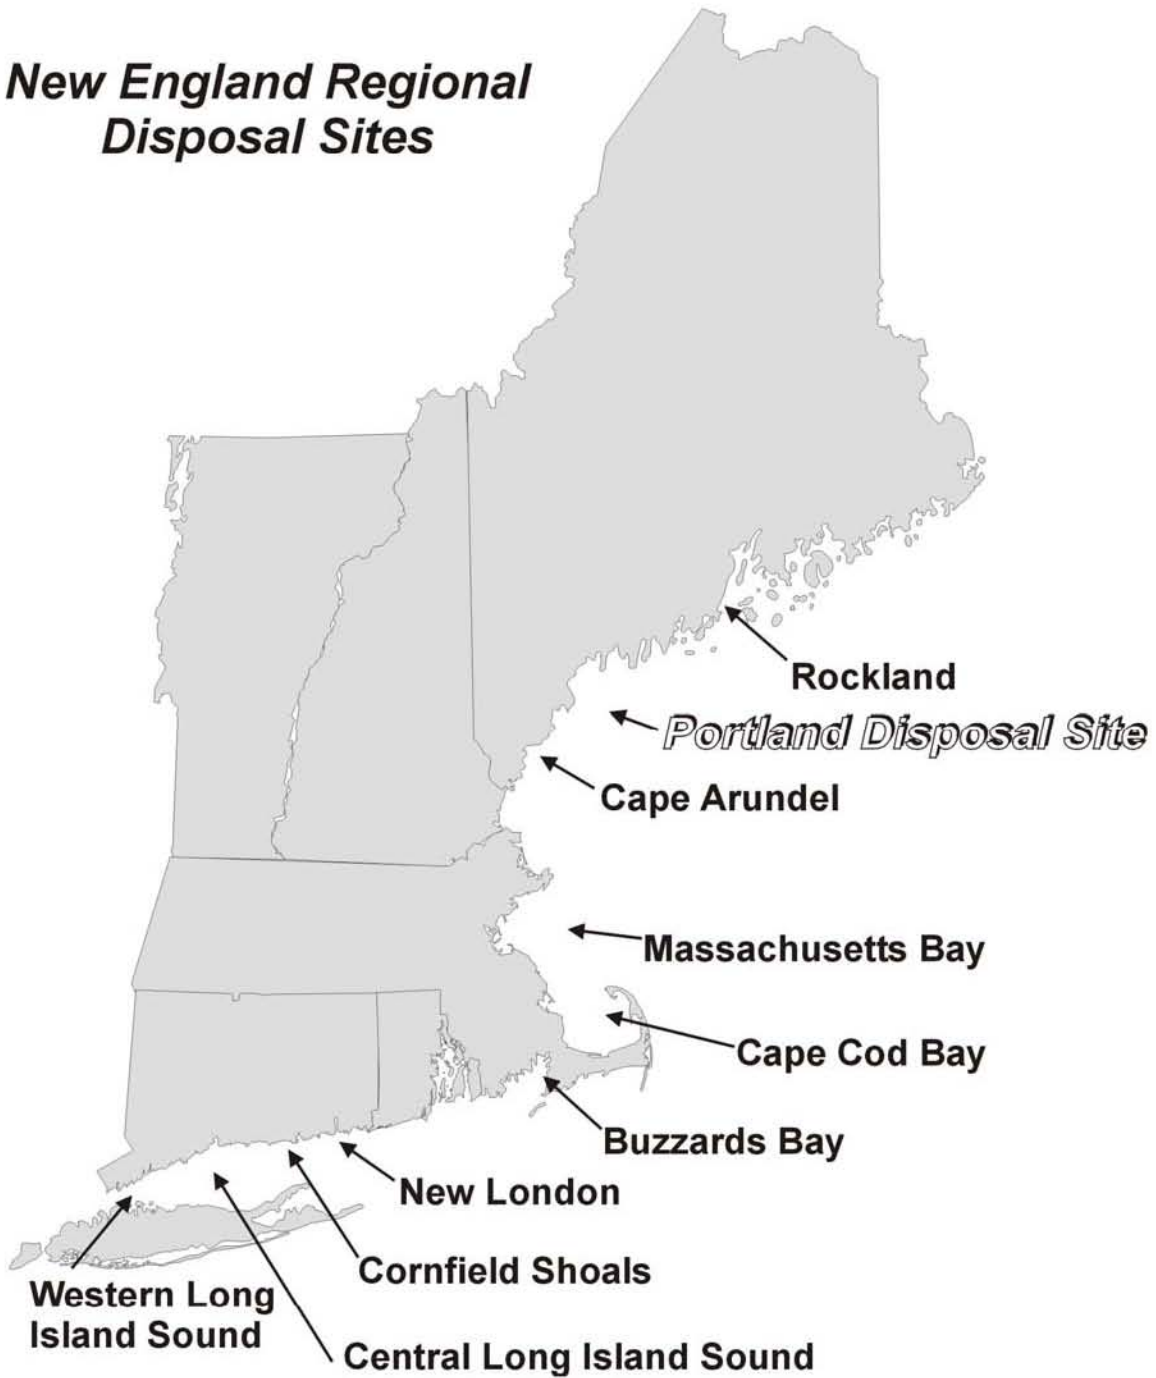 New England Regional
Disposal Sites
Rockland
Portland Disposal Site
Cape Arundel
Massachusetts Bay
Cape Cod Bay
Buzzards Bay
New London
Cornfield Shoals
Western Long
Island Sound
Central Long Island Sound